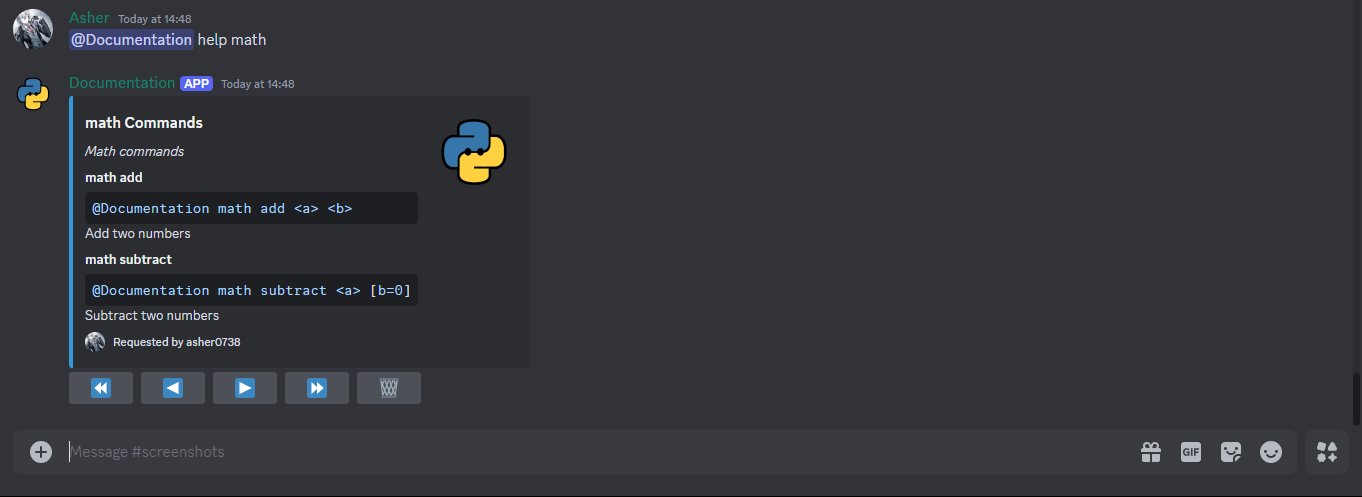 Asher Today at 14:48
@Documentation help math
Documentation APP Today at 14:48
math Commands
Math commands
math add
@Documentation math add <a> <b>
Add two numbers
math subtract
@Documentation math subtract <a> [b=0]
Subtract two numbers
Requested by asher0738
Message #screenshots
GIF